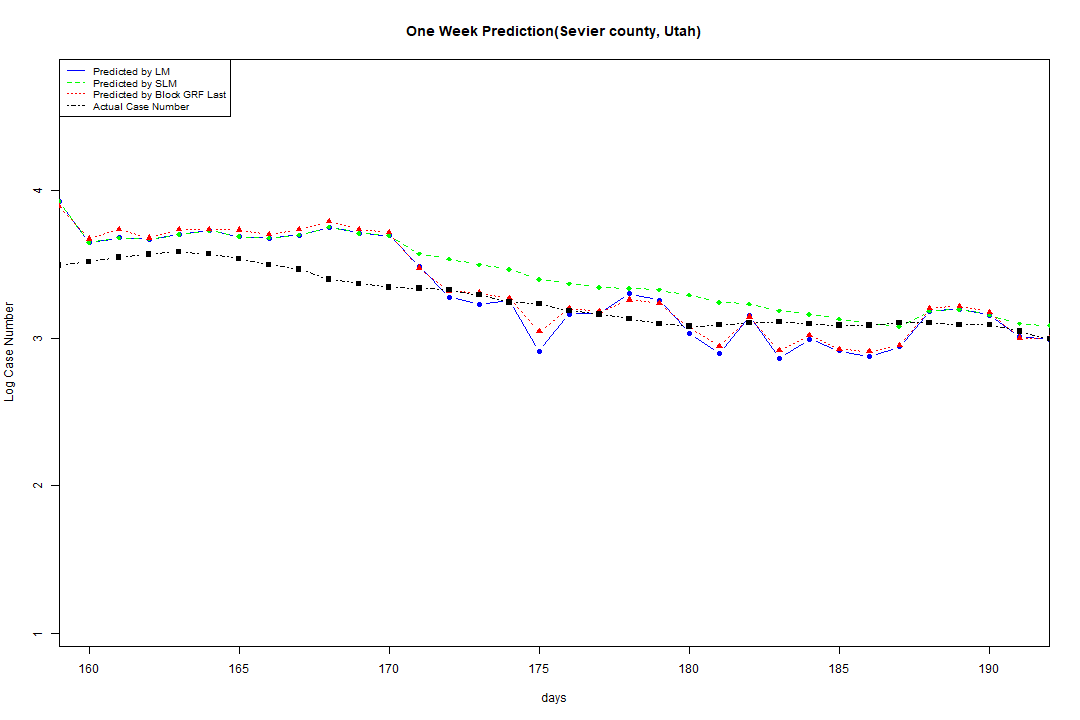 One Week Prediction(Sevier county, Utah)
Predicted by LM
Predicted by SLM
Predicted by Block GRF Last
Actual Case Number
4
3
2
1
Log Case Number
160 165 170 175 180 185 190
days